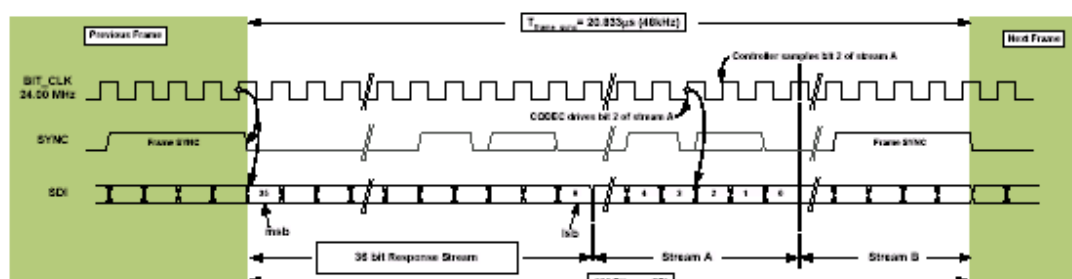 T frame_sync = 20.833µs (48kHz)
Previous Frame
Next Frame
Controller samples bit 2 of stream A
BIT_CLK
24.00 MHz
CODEC drives bit 2 of stream A
SYNC
Frame SYNC
Frame SYNC
SDI
35
0
4
3
2
1
0
msb
lsb
36 bit Response Stream
Stream A
Stream B